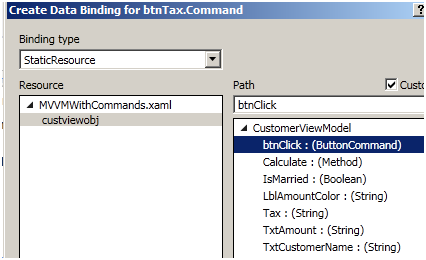 Create Data Binding for btnTax.Command
Binding type
StaticResource
Resource
MVVMWithCommands.xaml
custviewobj
Path
Custo
btnClick
CustomerViewModel
btnClick : (ButtonCommand)
Calculate : (Method)
IsMarried : (Boolean)
LblAmountColor : (String)
Tax : (String)
TxtAmount : (String)
TxtCustomerName : (String)